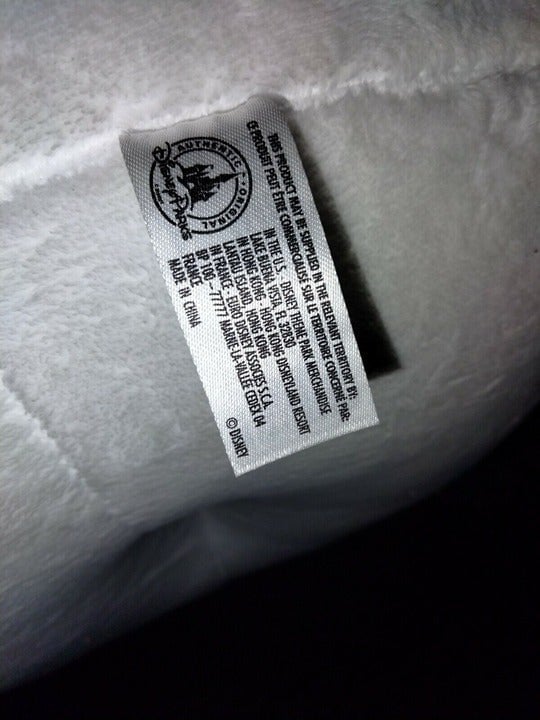 AUTHENTIC
Disney Parks
ORIGINAL
THIS PRODUCT MAY BE SUPPLIED IN THE RELEVANT TERRITORY BY:
CE PRODUIT PEUT ÊTRE COMMERCIALISÉ SUR LE TERRITOIRE CONCERNÉ PAR:
IN THE U.S. - DISNEY THEME PARK MERCHANDISE
LAKE BUENA VISTA, FL 32830
IN HONG KONG - HONG KONG DISNEYLAND RESORT
LANTAU ISLAND, HONG KONG
IN FRANCE - EURO DISNEY ASSOCIES S.C.A.
BP 100 - 77777 MARNE-LA-VALLEE CEDEX 04
FRANCE
MADE IN CHINA
© DISNEY